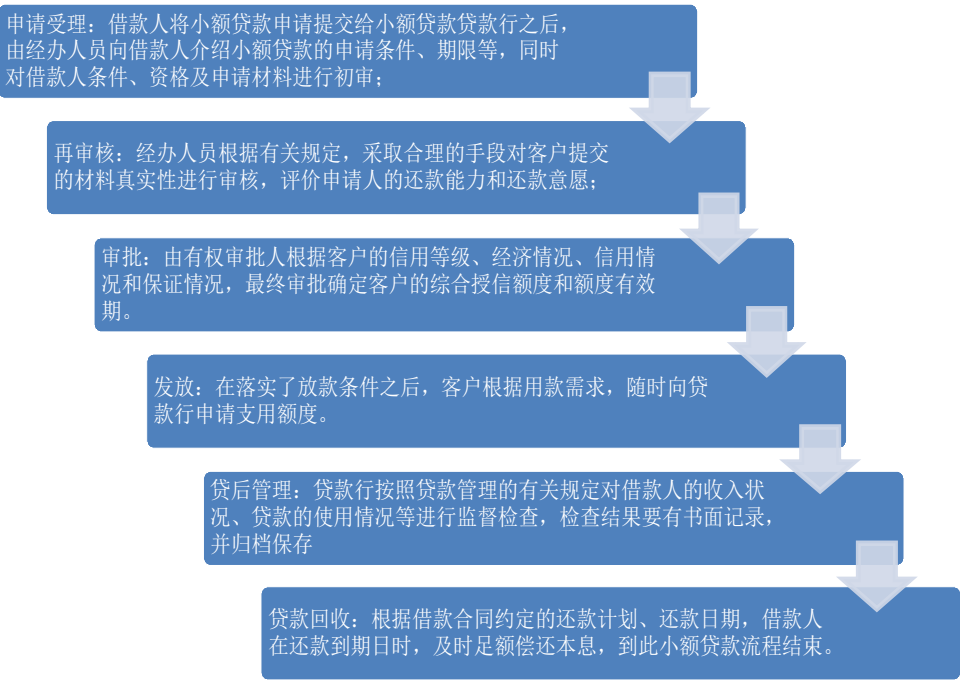 申请受理：借款人将小额贷款申请提交给小额贷款贷款行之后，
由经办人员向借款人介绍小额贷款的申请条件、期限等，同时
对借款人条件、资格及申请材料进行初审；
再审核：经办人员根据有关规定，采取合理的手段对客户提交
的材料真实性进行审核，评价申请人的还款能力和还款意愿；
审批：由有权审批人根据客户的信用等级、经济情况、信用情
况和保证情况，最终审批确定客户的综合授信额度和额度有效
期。
发放：在落实了放款条件之后，客户根据用款需求，随时向贷
款行申请支用额度。
贷后管理：贷款行按照贷款管理的有关规定对借款人的收入状
况、贷款的使用情况等进行监督检查，检查结果要有书面记录，
并归档保存
贷款回收：根据借款合同约定的还款计划、还款日期，借款人
在还款到期日时，及时足额偿还本息，到此小额贷款流程结束。